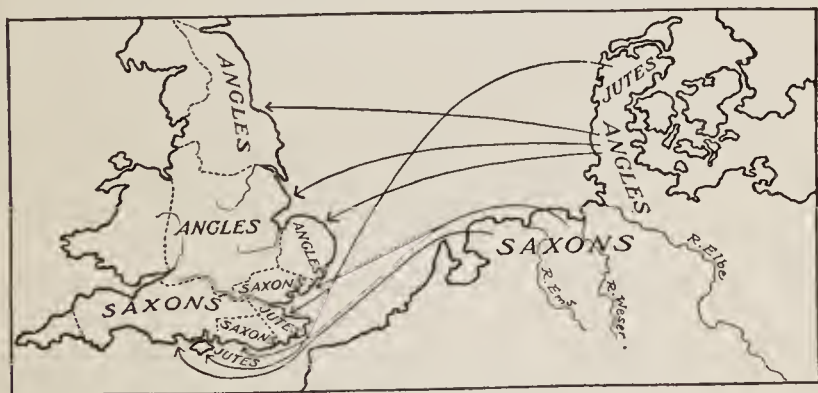 ANGLES
ANGLES
ANGLES
SAXON
SAXONS
JUTE
SAXON
JUTES
JUTES
ANGLES
SAXONS
R. Elbe
R. Ems
R. Weser.